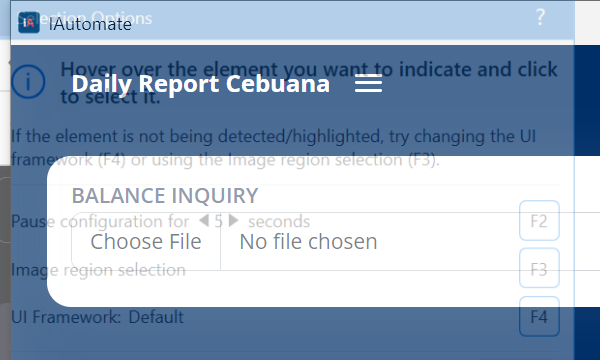 Selection Options ?
iA iAutomate
Hover over the element you want to indicate and click
to select it.
Daily Report Cebuana
If the element is not being detected/highlighted, try changing the UI
framework (F4) or using the Image region selection (F3).
BALANCE INQUIRY
Pause configuration for 5 seconds F2
Choose File No file chosen
Image region selection F3
UI Framework: Default F4